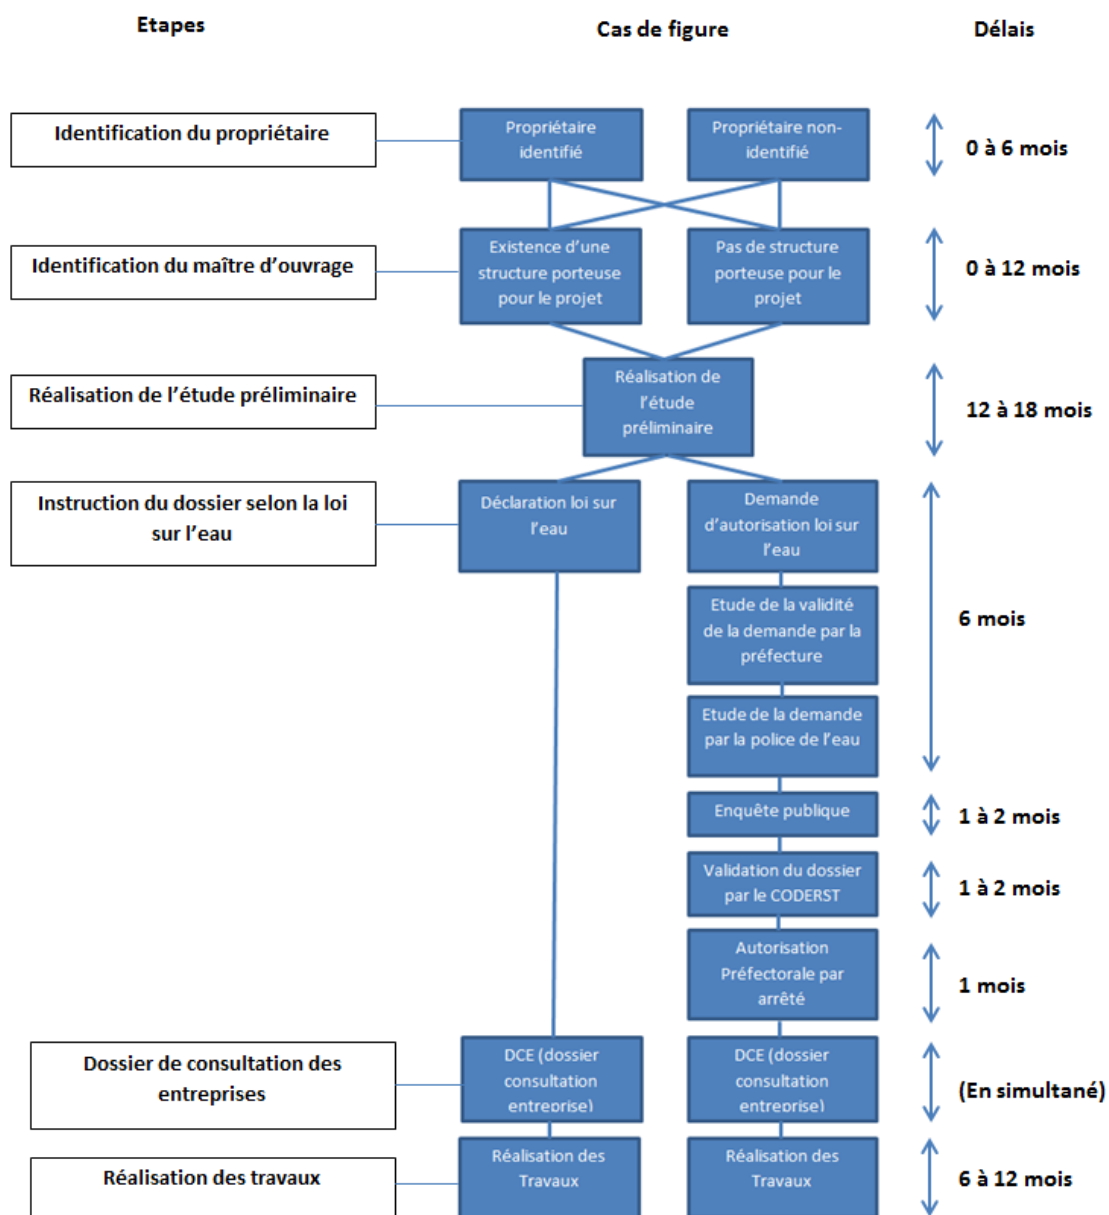 Etapes
Cas de figure
Délais
Identification du propriétaire
Propriétaire
identifié
Propriétaire non-
identifié
0 à 6 mois
Identification du maître d'ouvrage
Existence d'une
structure porteuse
pour le projet
Pas de structure
porteuse pour le
projet
0 à 12 mois
Réalisation de l'étude préliminaire
Réalisation de
l'étude
préliminaire
12 à 18 mois
Instruction du dossier selon la loi
sur l'eau
Déclaration loi sur
l'eau
Demande
d'autorisation loi sur
l'eau
Etude de la validité
de la demande par la
préfecture
Etude de la demande
par la police de l'eau
6 mois
Enquête publique
1 à 2 mois
Validation du dossier
par le CODERST
1 à 2 mois
Autorisation
Préfectorale par
arrêté
1 mois
Dossier de consultation des
entreprises
DCE (dossier
consultation
entreprise)
DCE (dossier
consultation
entreprise)
(En simultané)
Réalisation des travaux
Réalisation des
Travaux
Réalisation des
Travaux
6 à 12 mois